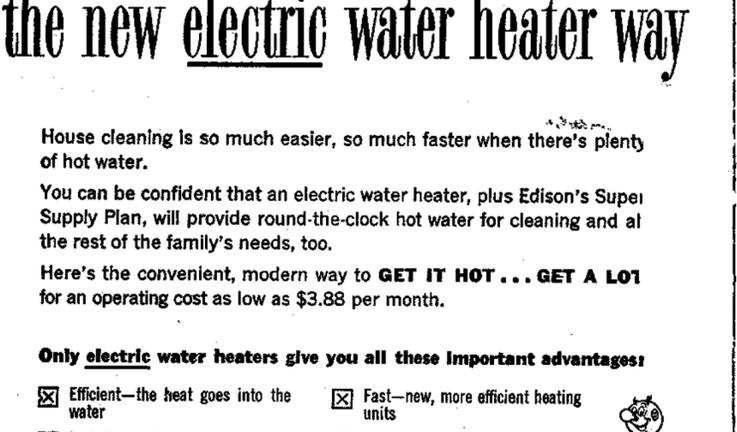 the new electric water heater way
House cleaning is so much easier, so much faster when there's plenty
of hot water.
You can be confident that an electric water heater, plus Edison's Super
Supply Plan, will provide round-the-clock hot water for cleaning and al
the rest of the family's needs, too.
Here's the convenient, modern way to GET IT HOT... GET A LOT
for an operating cost as low as $3.88 per month.
Only electric water heaters give you all these important advantages:
☒ Efficient—the heat goes into the
water
☒ Fast—new, more efficient heating
units